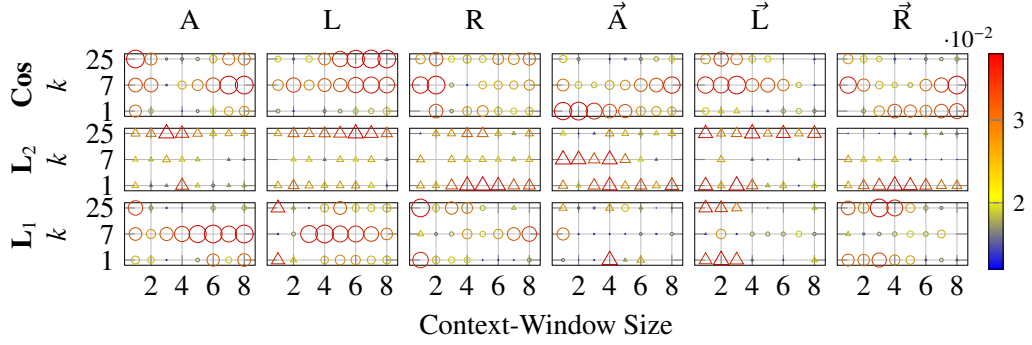 A L R A⃗ L⃗ R⃗
·10⁻²
Cos k 25 7 1
L₂ k 25 7 1
L₁ k 25 7 1
3
2
2 4 6 8 2 4 6 8 2 4 6 8 2 4 6 8 2 4 6 8 2 4 6 8
Context-Window Size